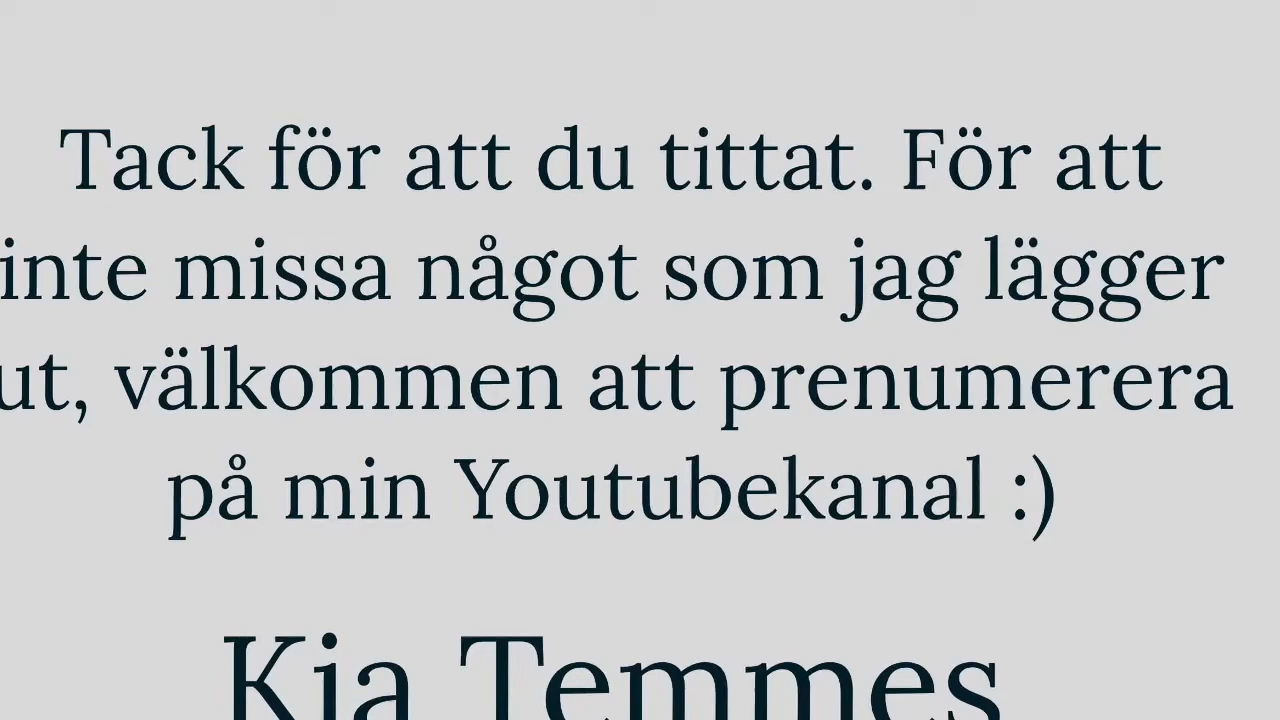 Tack för att du tittat. För att
inte missa något som jag lägger
ut, välkommen att prenumerera
på min Youtubekanal :)
Kia Temmes